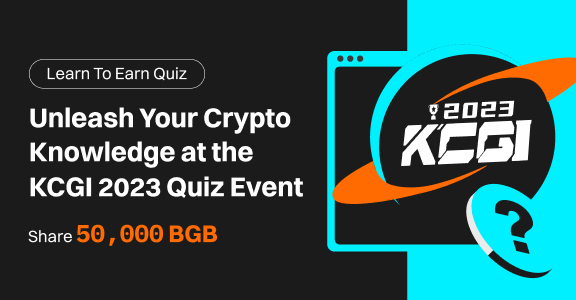 Learn To Earn Quiz
Unleash Your Crypto
Knowledge at the
KCGI 2023 Quiz Event
Share 50,000 BGB
2023
KCGI
?